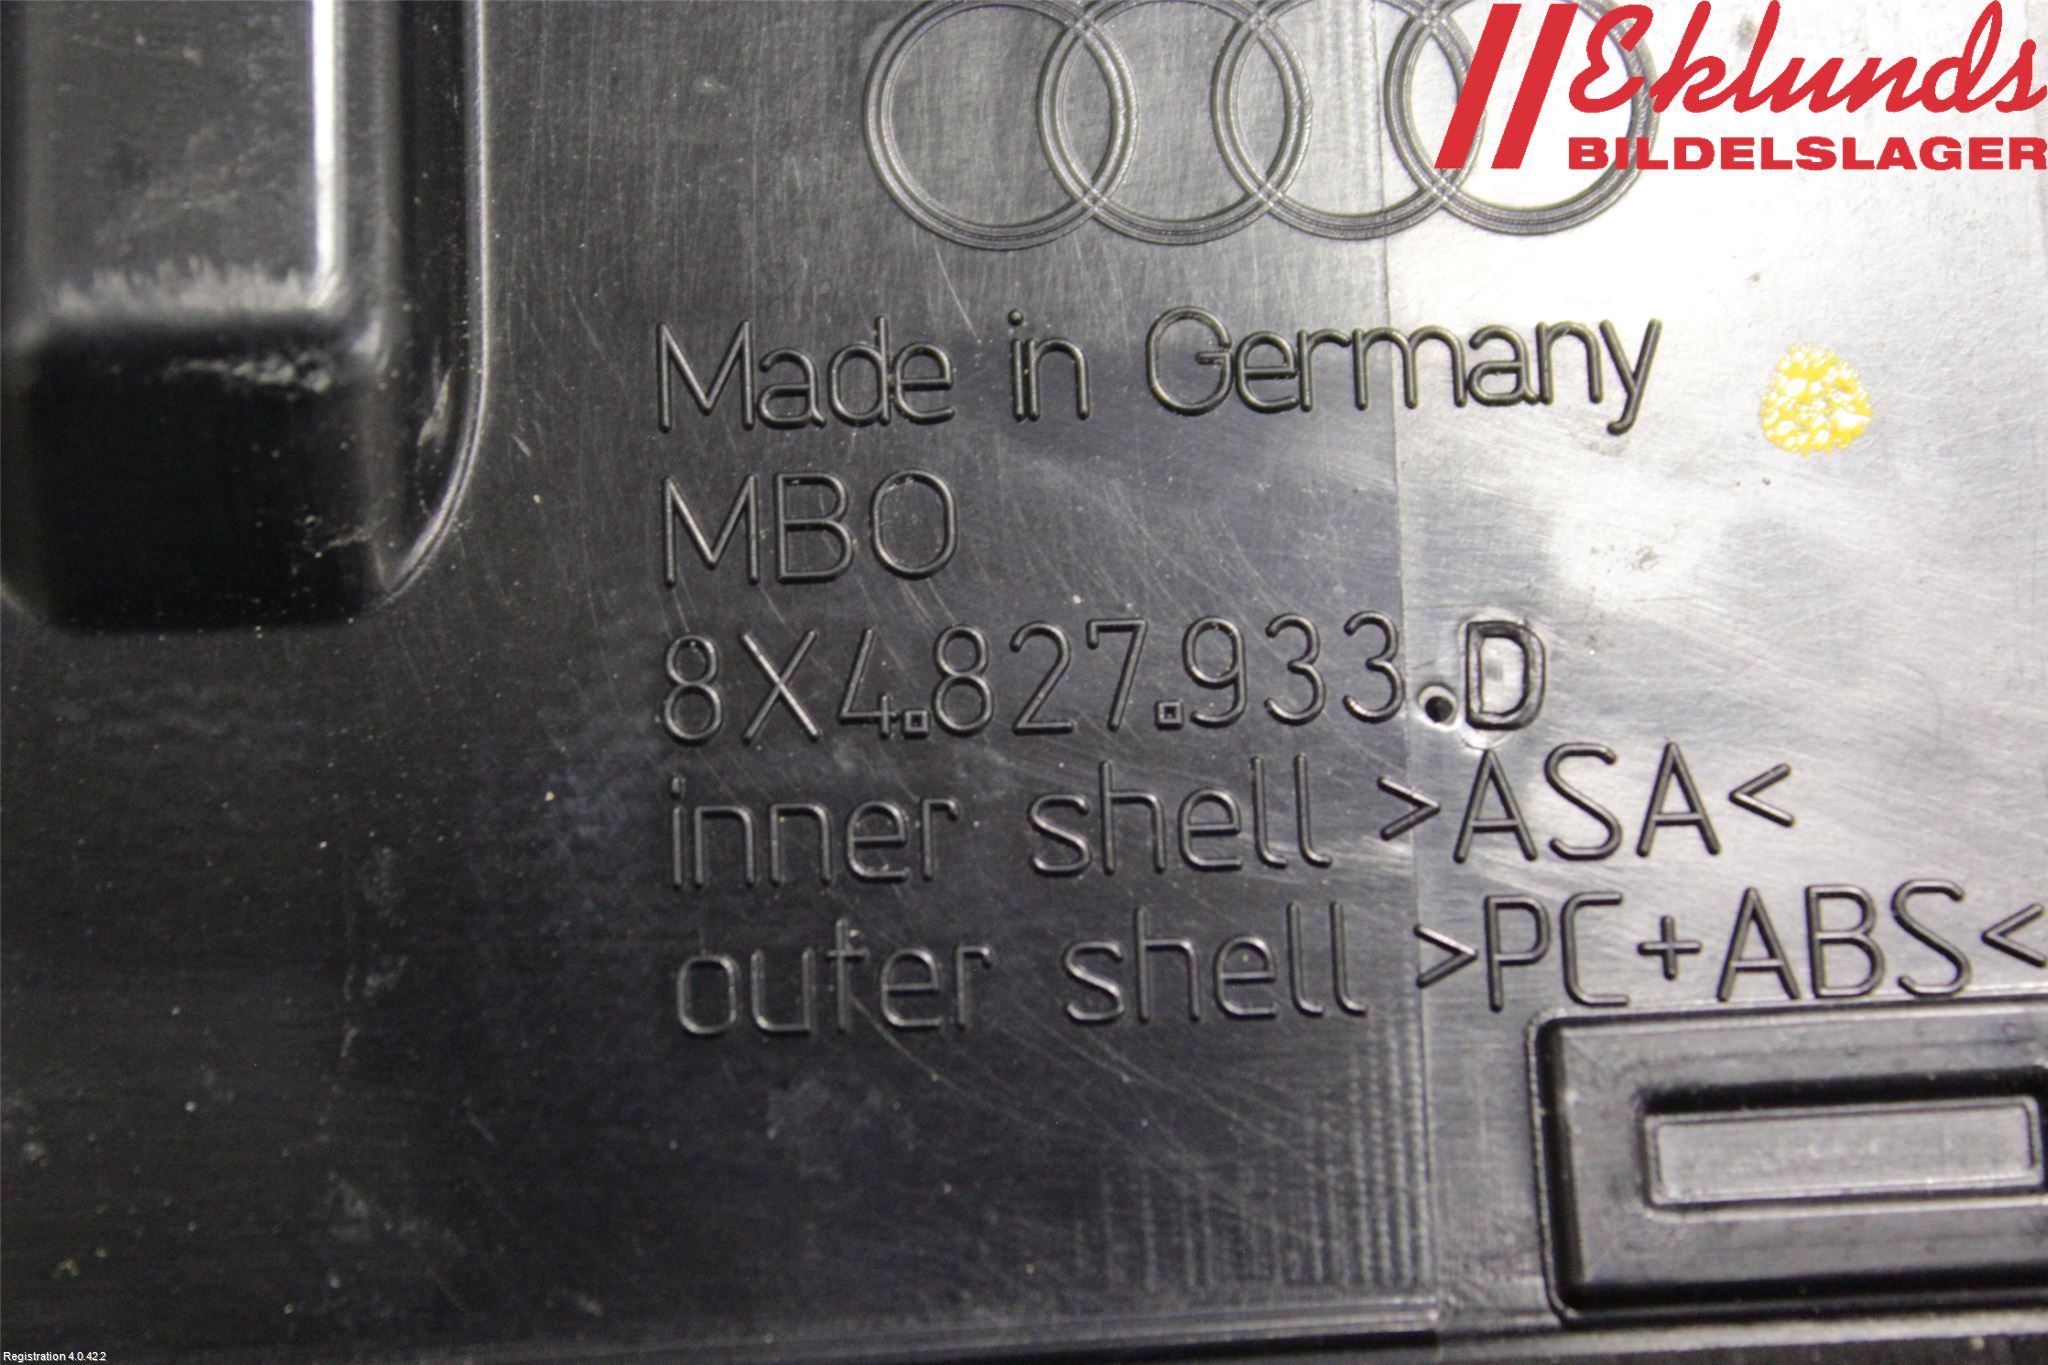 Eklunds
BILDELSLAGER
Made in Germany
MBO
8X4.827.933.D
inner shell >ASA<
outer shell >PC+ABS<
Registration 4.0.42.2